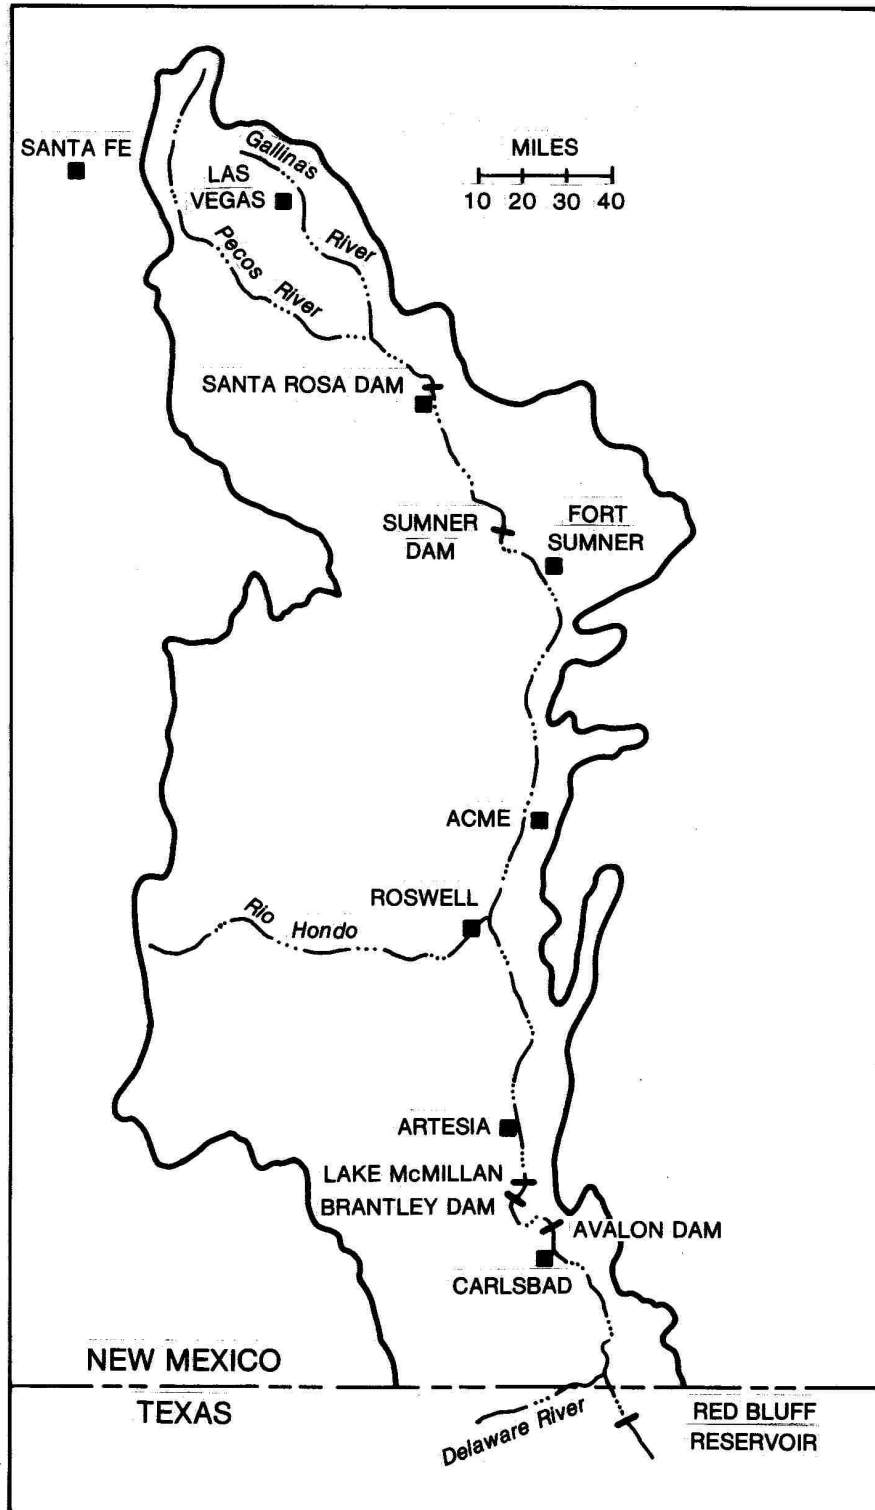 SANTA FE
Gallinas
River
LAS
VEGAS
MILES
10 20 30 40
Pecos
River
SANTA ROSA DAM
SUMNER
DAM
FORT
SUMNER
ACME
ROSWELL
Rio
Hondo
ARTESIA
LAKE McMILLAN
BRANTLEY DAM
AVALON DAM
CARLSBAD
NEW MEXICO
TEXAS
Delaware River
RED BLUFF
RESERVOIR